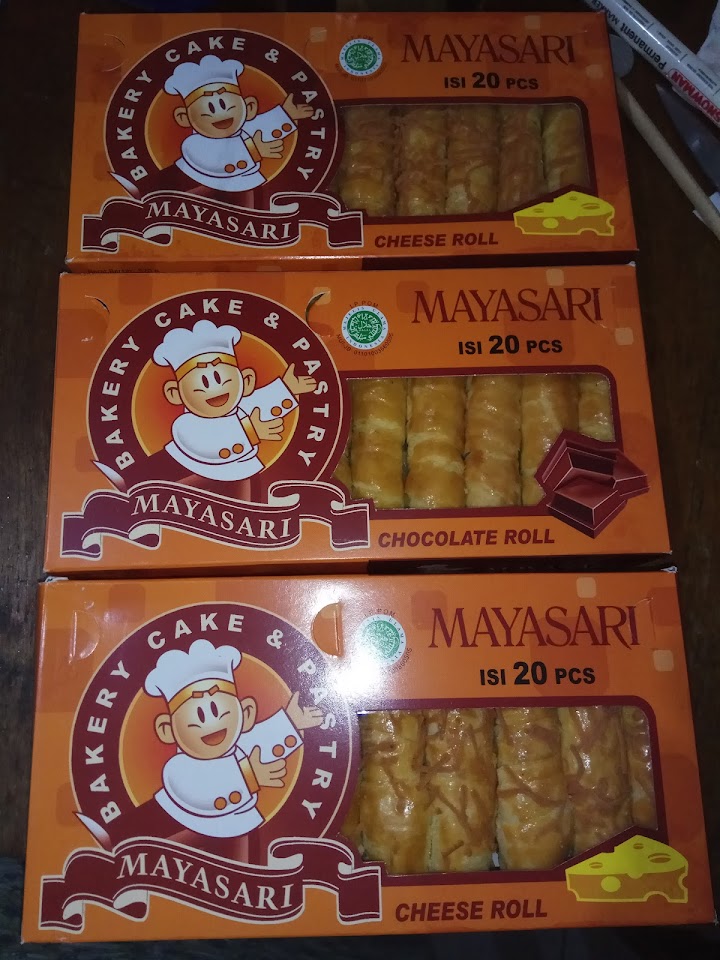 BAKERY CAKE & PASTRY
MAYASARI
MAYASARI
ISI 20 PCS
CHEESE ROLL
BAKERY CAKE & PASTRY
MAYASARI
MAYASARI
ISI 20 PCS
CHOCOLATE ROLL
BAKERY CAKE & PASTRY
MAYASARI
MAYASARI
ISI 20 PCS
CHEESE ROLL
SNOWMAN
Permanent